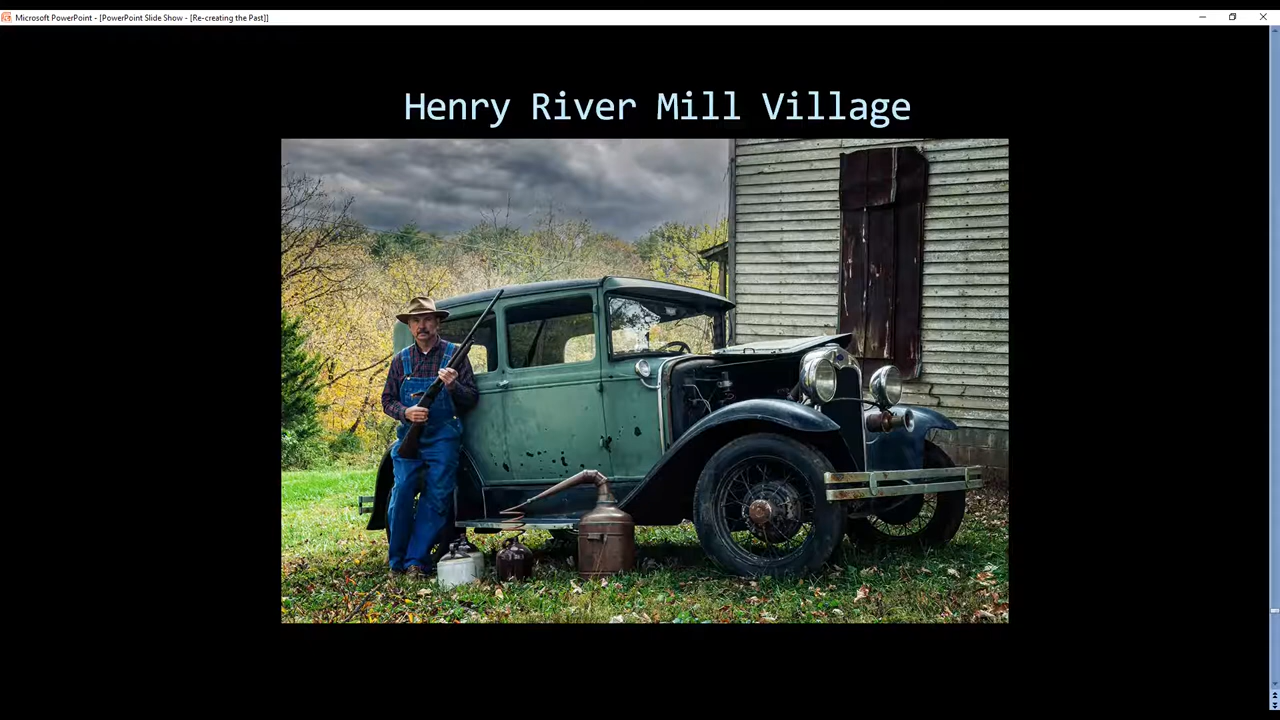 Microsoft PowerPoint - [PowerPoint Slide Show - [Re-creating the Past]]
Henry River Mill Village